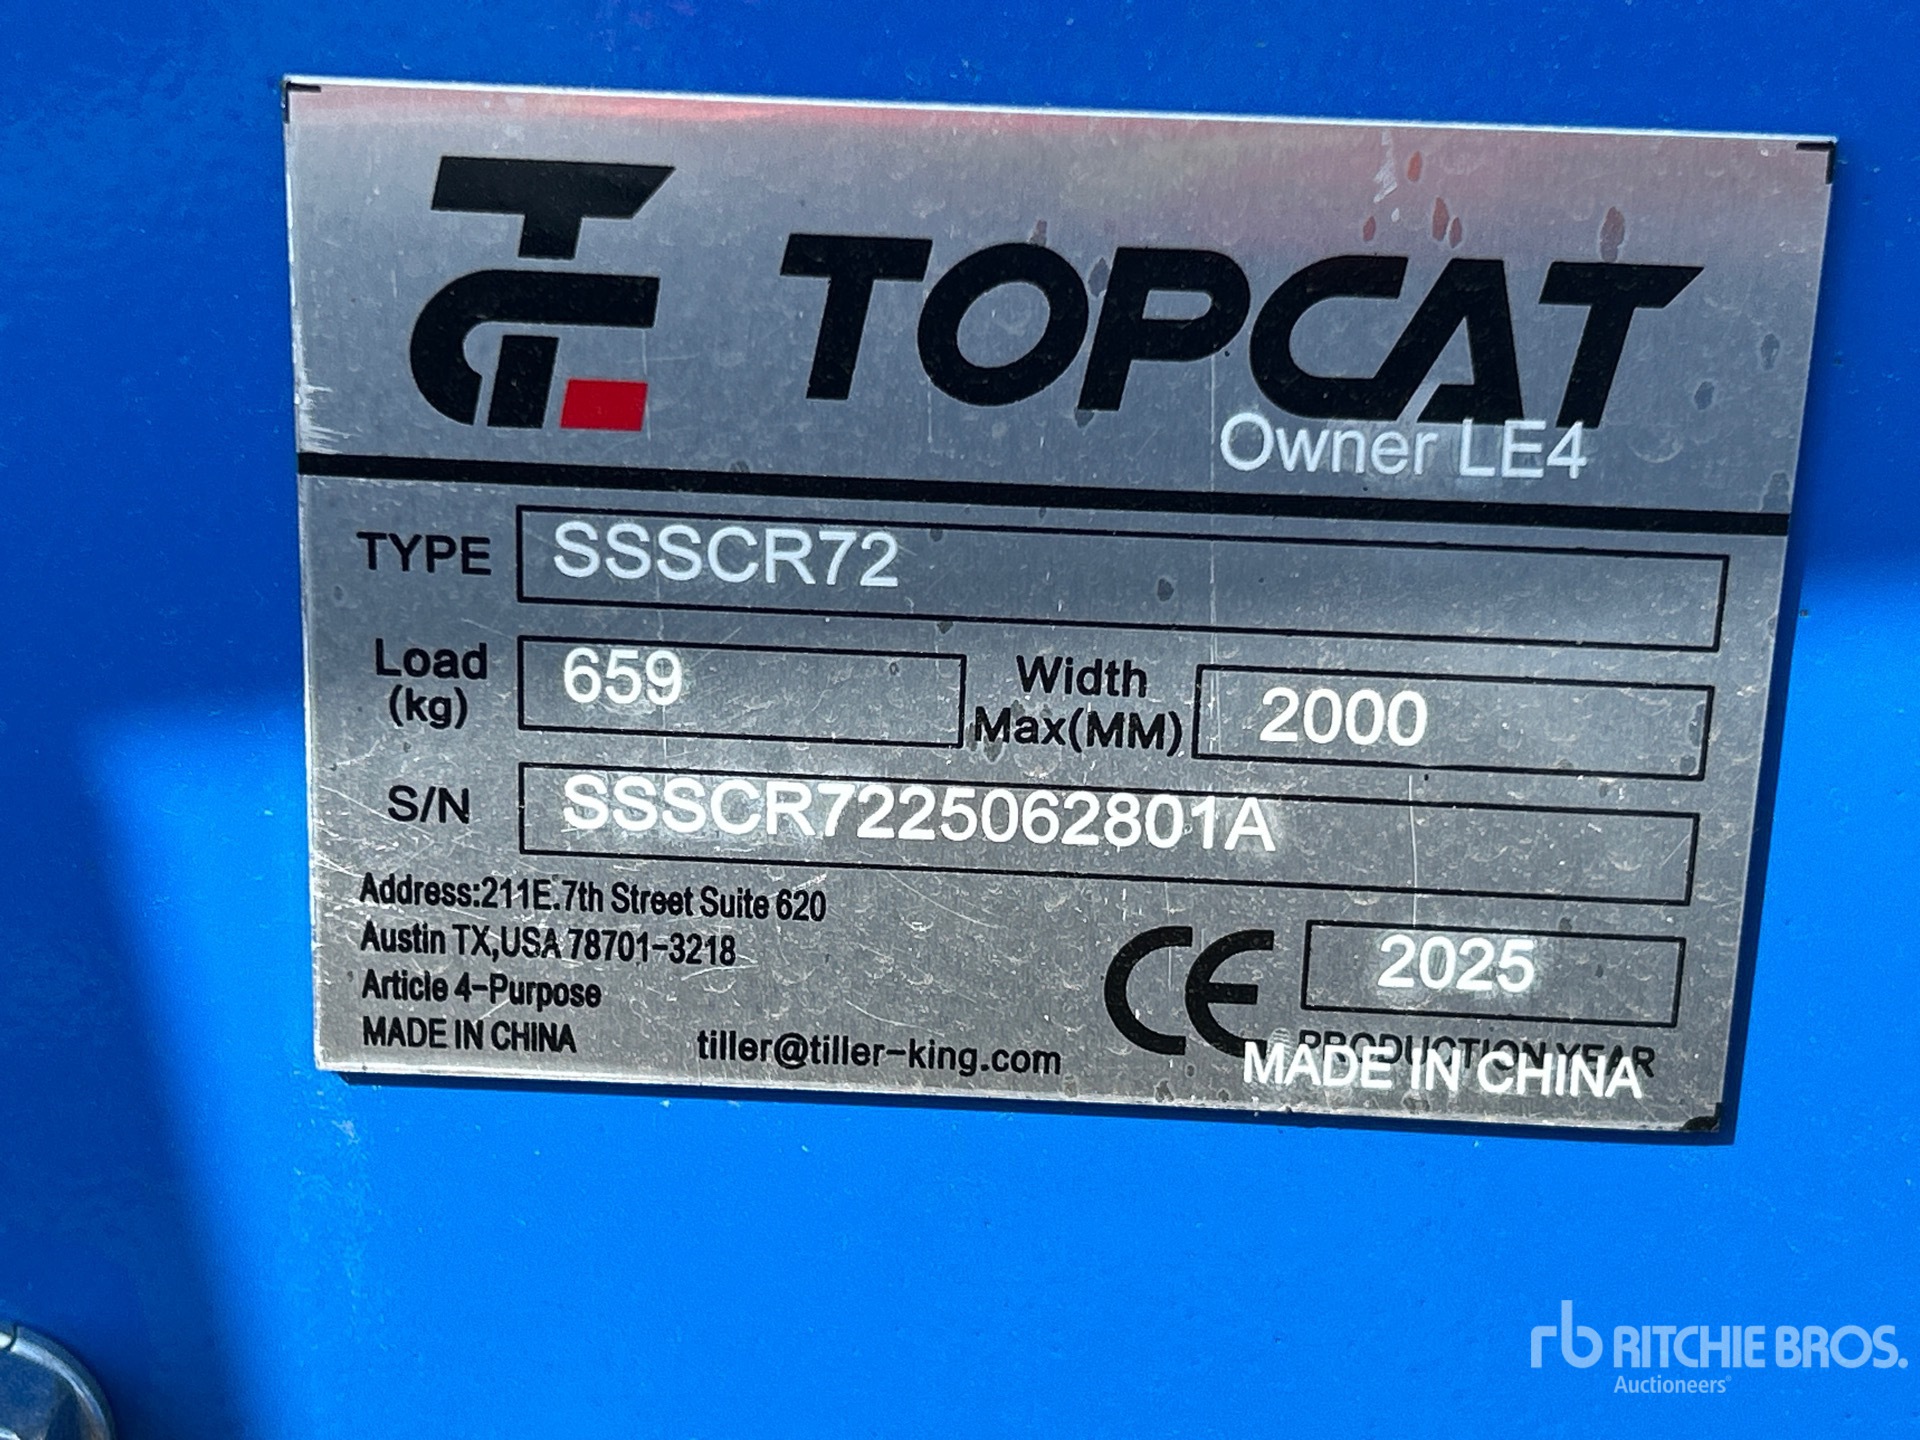 TOPCAT
Owner LE4
TYPE SSSCR72
Load (kg) 659 Width Max(MM) 2000
S/N SSSCR7225062801A
Address:211E.7th Street Suite 620
Austin TX,USA 78701-3218
Article 4-Purpose
MADE IN CHINA
tiller@tiller-king.com
CE
2025
PRODUCTION YEAR
MADE IN CHINA
rb RITCHIE BROS.
Auctioneers